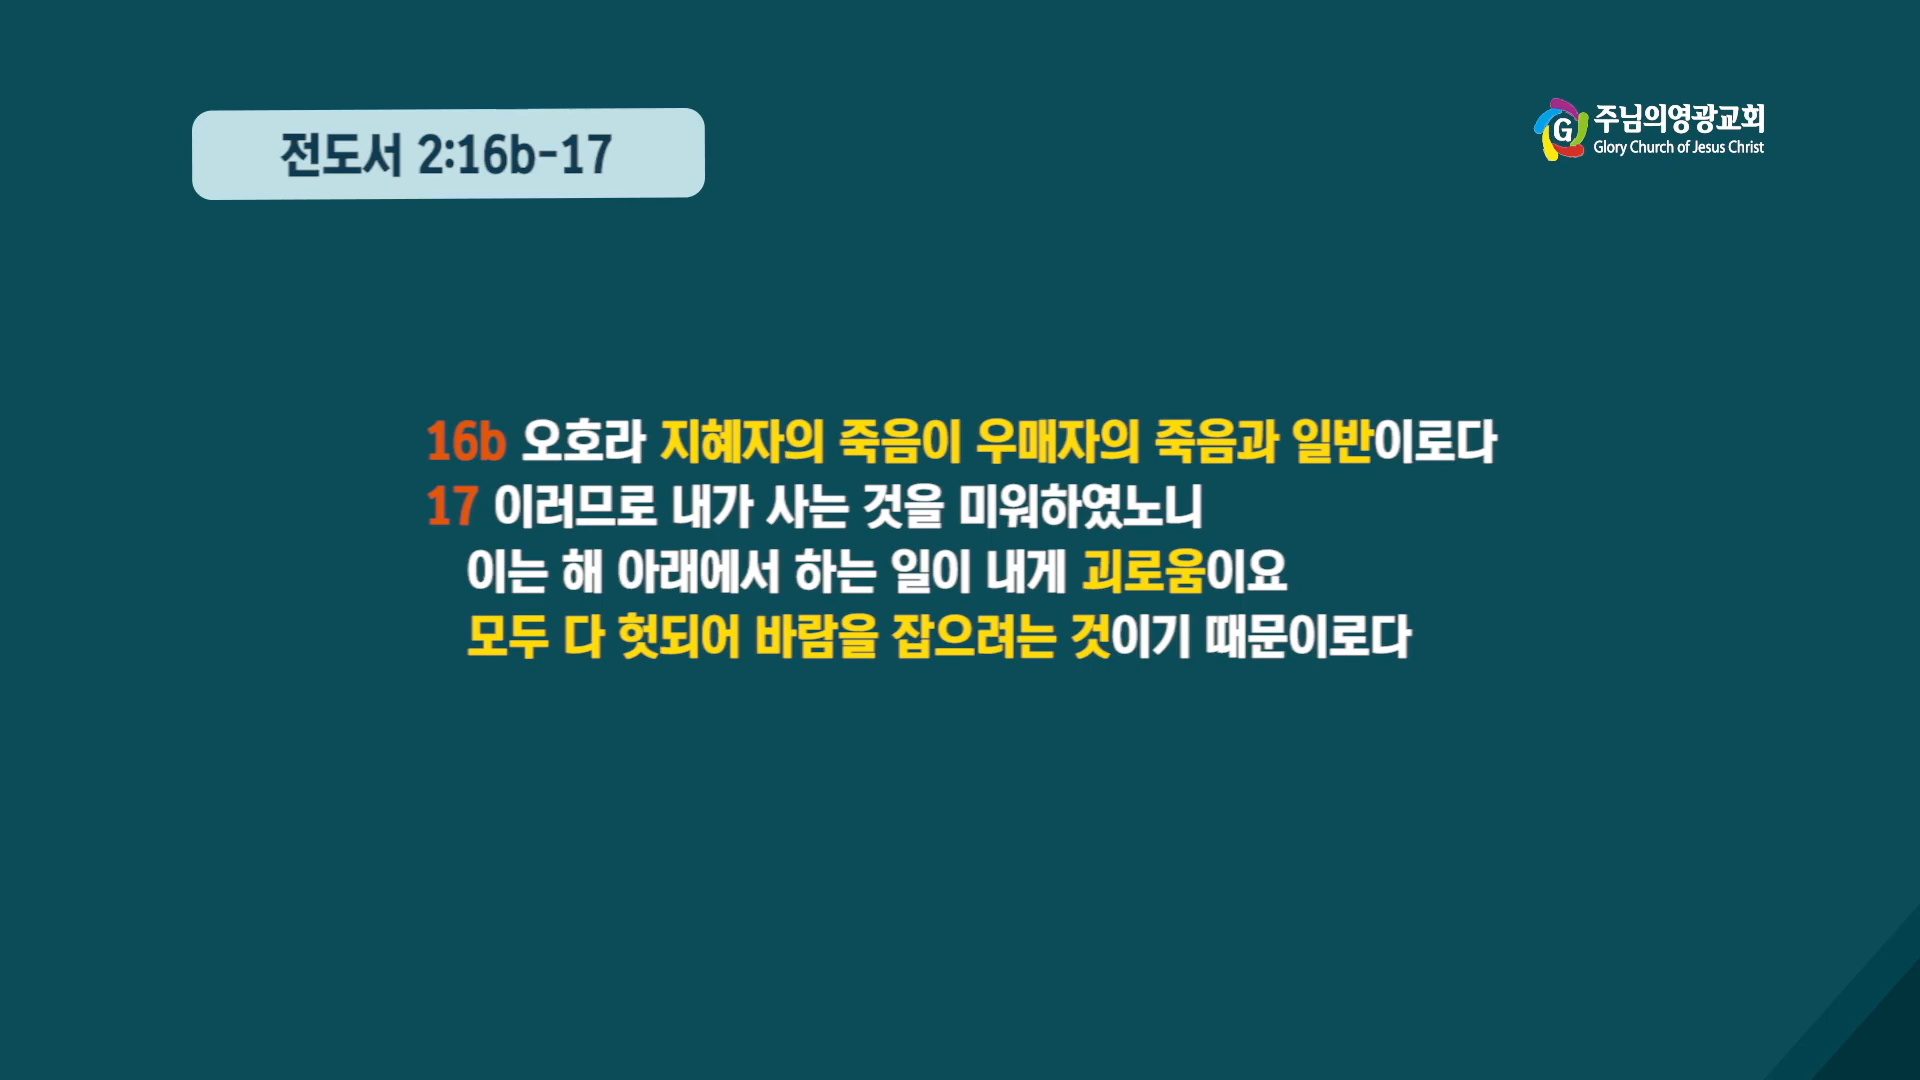 전도서 2:16b-17
G
주님의영광교회
Glory Church of Jesus Christ
16b 오호라 지혜자의 죽음이 우매자의 죽음과 일반이로다
17 이러므로 내가 사는 것을 미워하였노니
이는 해 아래에서 하는 일이 내게 괴로움이요
모두 다 헛되어 바람을 잡으려는 것이기 때문이로다